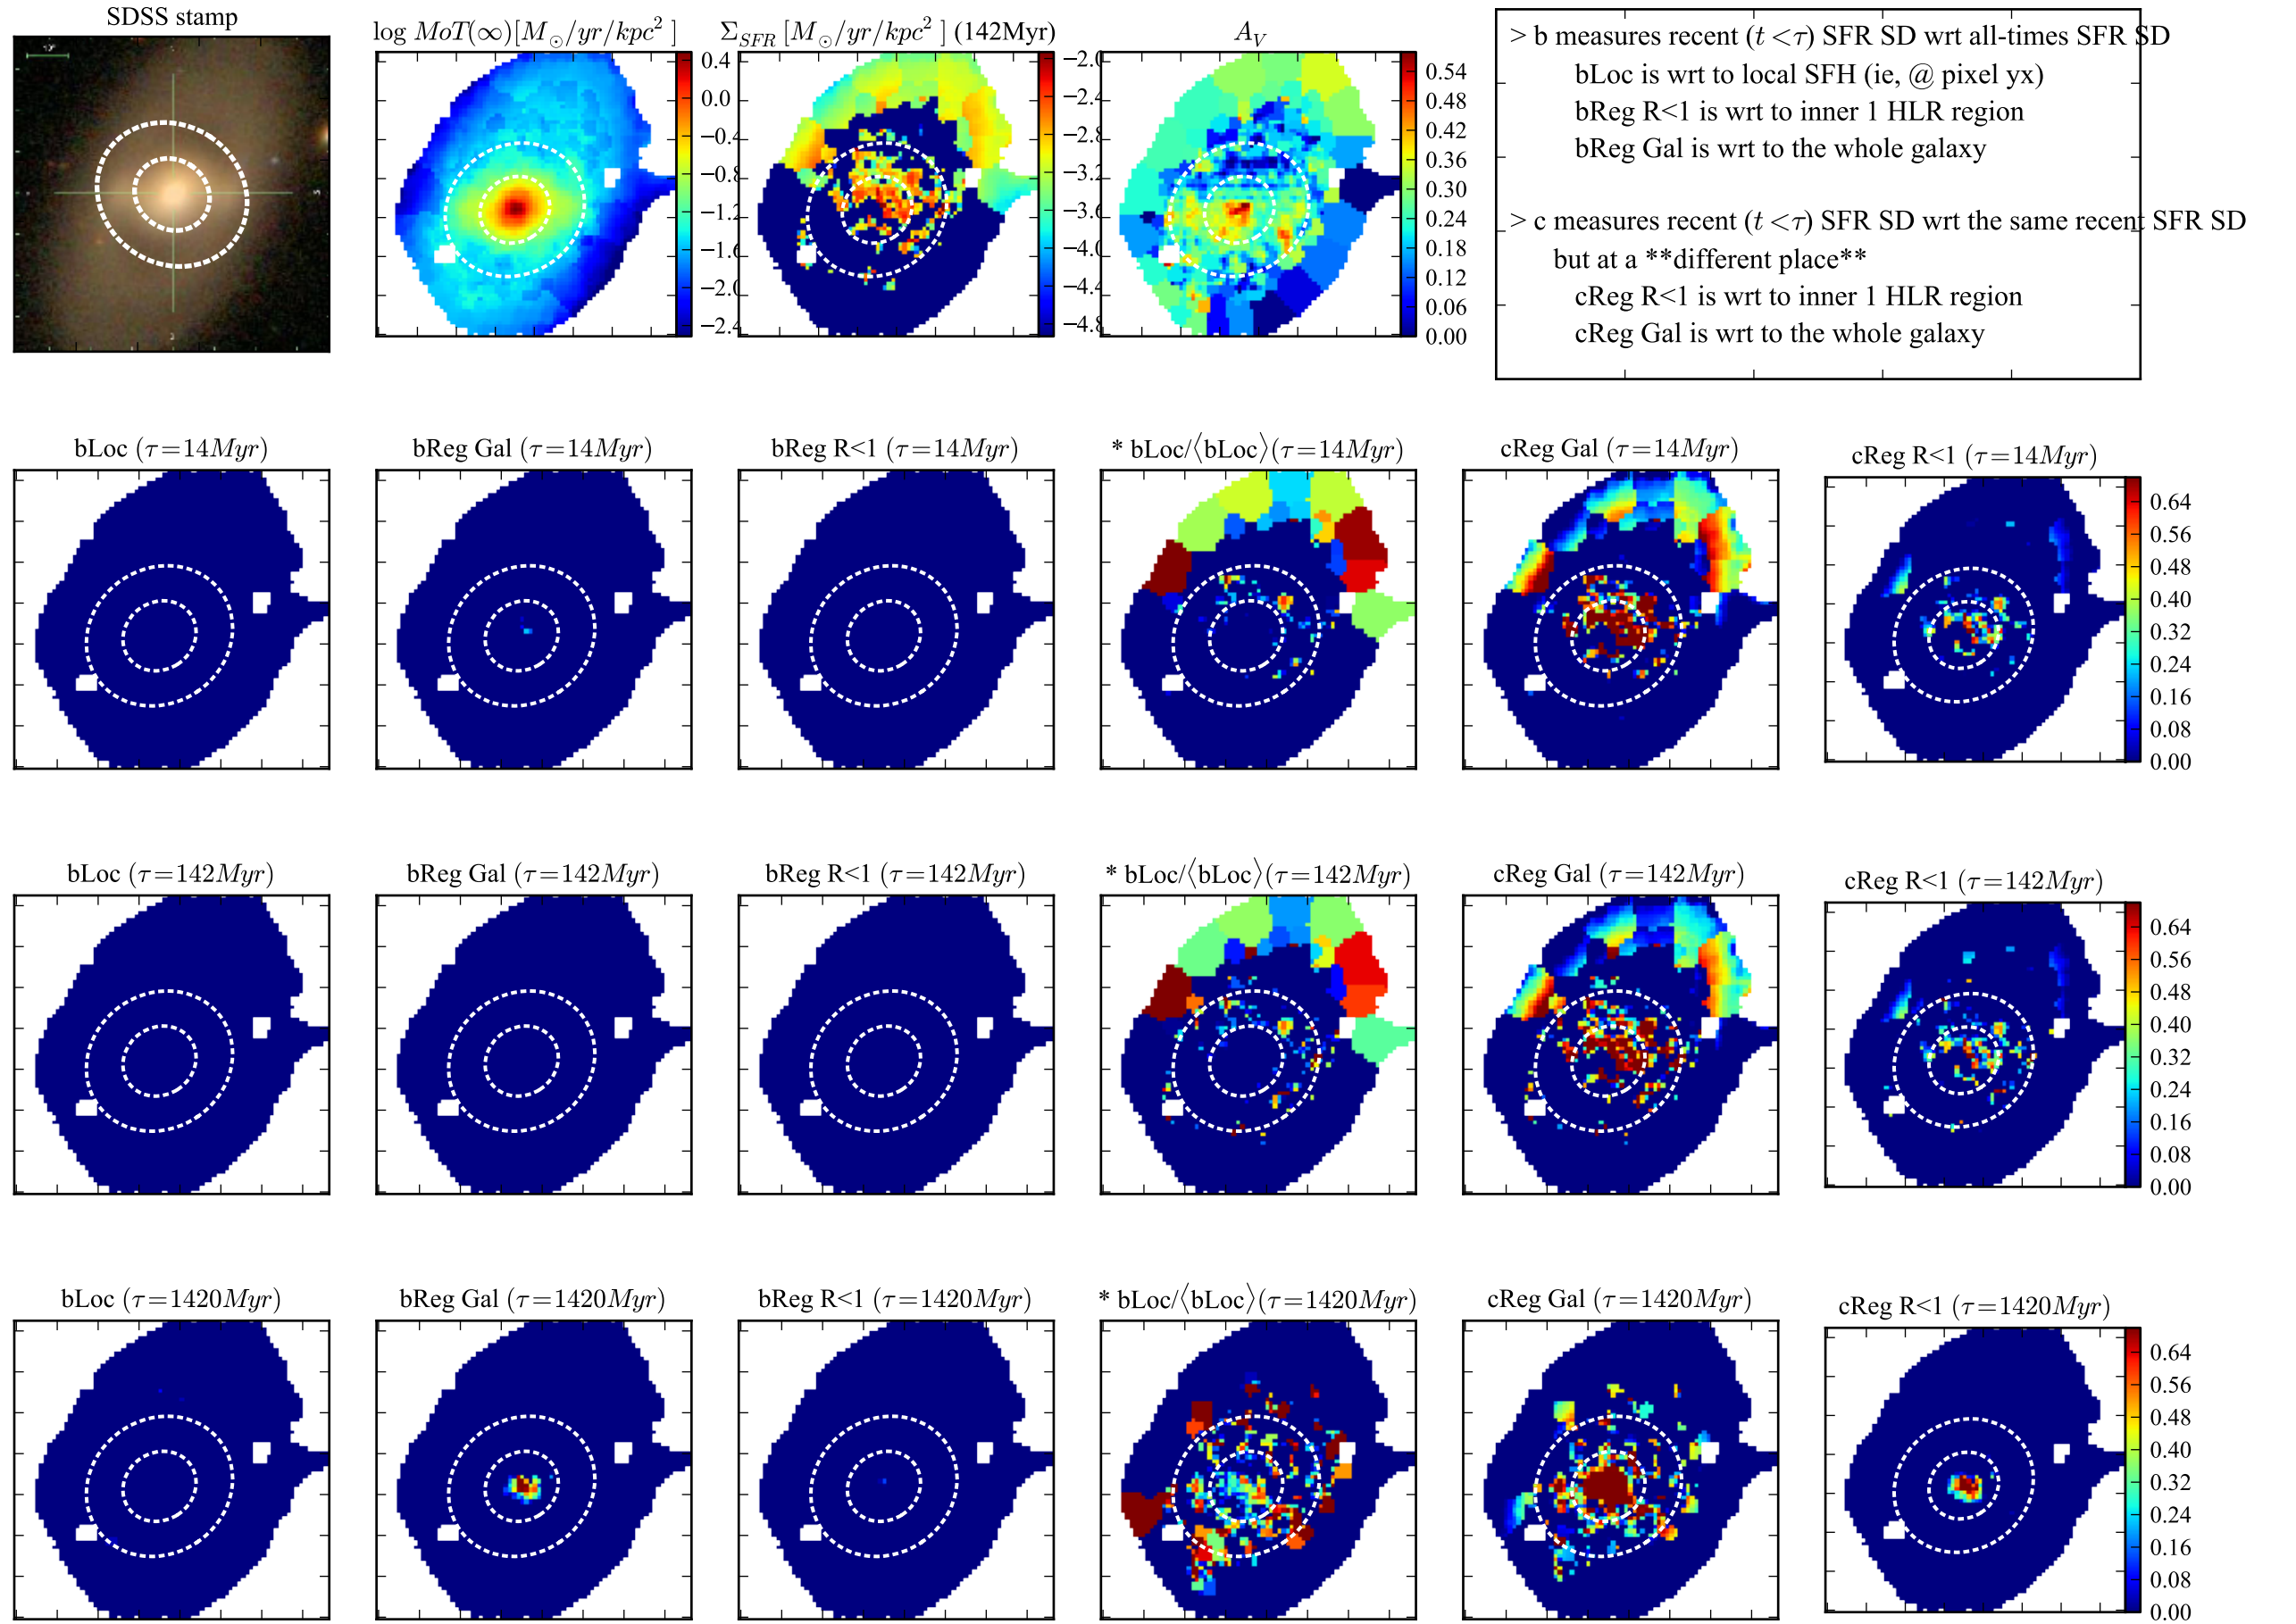 SDSS stamp
log MoT(∞)[M⊙/yr/kpc²]
Σ_SFR [M⊙/yr/kpc²] (142Myr)
A_V
0.4
0.0
−0.4
−0.8
−1.2
−1.6
−2.0
−2.4
−2.0
−2.4
−2.8
−3.2
−3.6
−4.0
−4.4
−4.8
0.54
0.48
0.42
0.36
0.30
0.24
0.18
0.12
0.06
0.00
> b measures recent (t <τ) SFR SD wrt all-times SFR SD
bLoc is wrt to local SFH (ie, @ pixel yx)
bReg R<1 is wrt to inner 1 HLR region
bReg Gal is wrt to the whole galaxy
> c measures recent (t <τ) SFR SD wrt the same recent SFR SD
but at a **different place**
cReg R<1 is wrt to inner 1 HLR region
cReg Gal is wrt to the whole galaxy
bLoc (τ=14Myr)
bReg Gal (τ=14Myr)
bReg R<1 (τ=14Myr)
* bLoc/⟨bLoc⟩(τ=14Myr)
cReg Gal (τ=14Myr)
cReg R<1 (τ=14Myr)
0.64
0.56
0.48
0.40
0.32
0.24
0.16
0.08
0.00
bLoc (τ=142Myr)
bReg Gal (τ=142Myr)
bReg R<1 (τ=142Myr)
* bLoc/⟨bLoc⟩(τ=142Myr)
cReg Gal (τ=142Myr)
cReg R<1 (τ=142Myr)
0.64
0.56
0.48
0.40
0.32
0.24
0.16
0.08
0.00
bLoc (τ=1420Myr)
bReg Gal (τ=1420Myr)
bReg R<1 (τ=1420Myr)
* bLoc/⟨bLoc⟩(τ=1420Myr)
cReg Gal (τ=1420Myr)
cReg R<1 (τ=1420Myr)
0.64
0.56
0.48
0.40
0.32
0.24
0.16
0.08
0.00